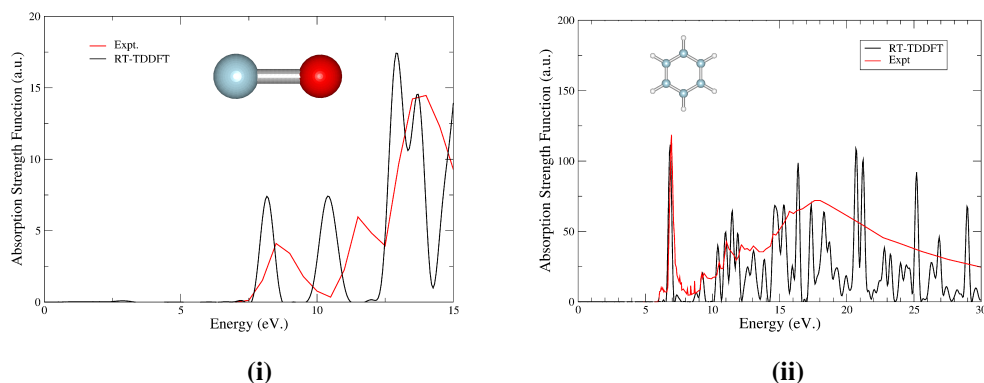 20
15
10
5
0
Absorption Strength Function (a.u.)
Expt.
RT-TDDFT
0
5
10
15
Energy (eV.)
(i)
200
150
100
50
0
Absorption Strength Function (a.u.)
RT-TDDFT
Expt
0
5
10
15
20
25
30
Energy (eV.)
(ii)